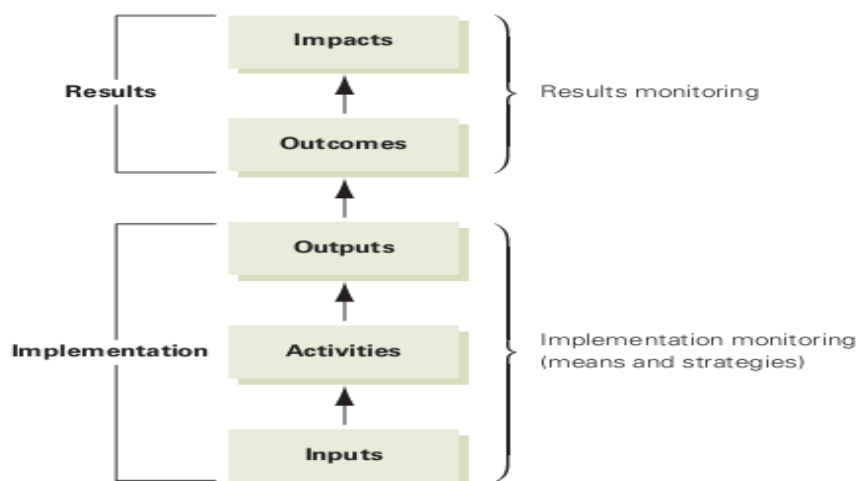 Impacts
Results
Results monitoring
Outcomes
Outputs
Implementation
Activities
Implementation monitoring
(means and strategies)
Inputs